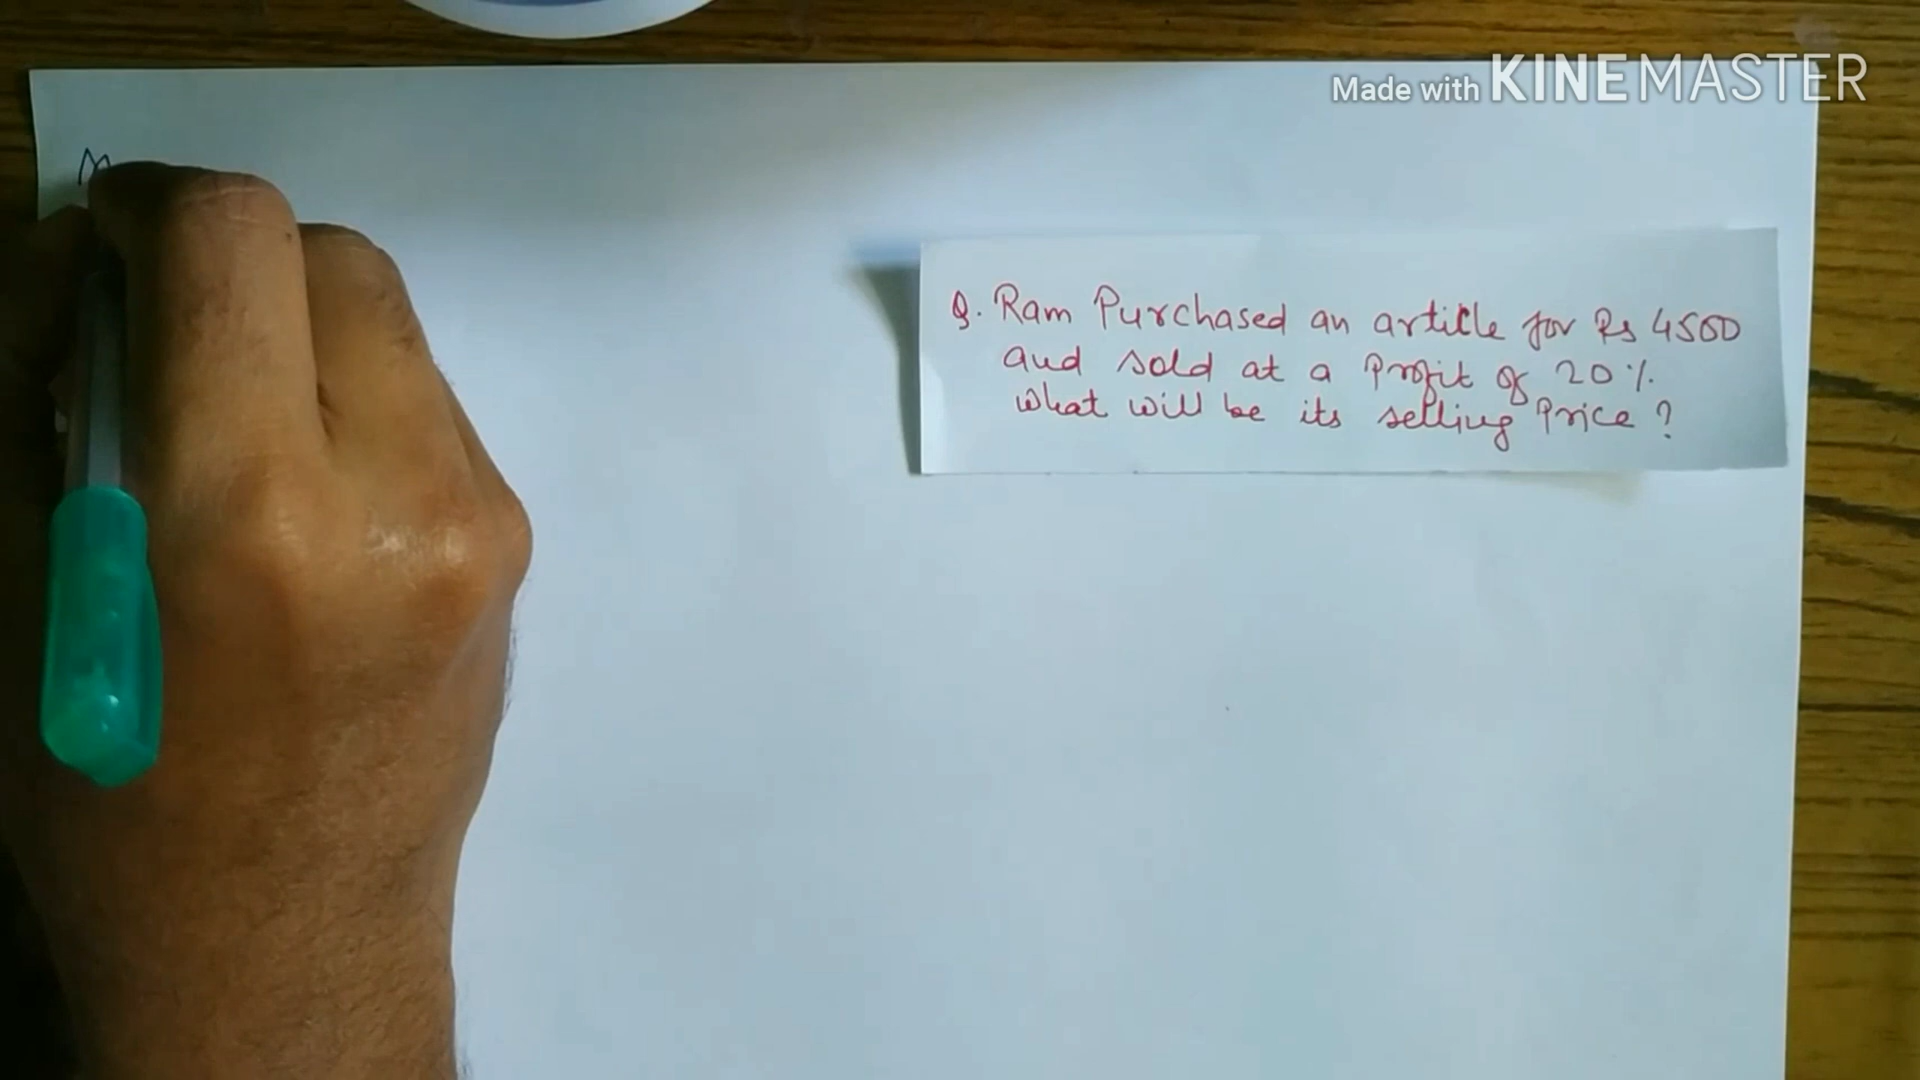 Made with KINEMASTER
M
Q. Ram Purchased an article for Rs 4500
and sold at a Profit of 20%.
What will be its selling Price ?